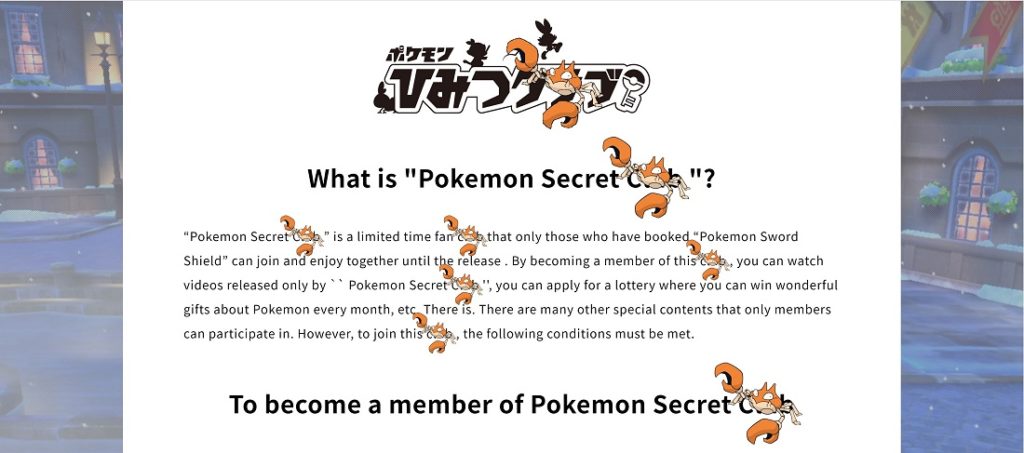 ポケモン
ひみつ
What is "Pokemon Secret "?
“Pokemon Secret ” is a limited time fan that only those who have booked “Pokemon Sword
Shield” can join and enjoy together until the release . By becoming a member of this , you can watch
videos released only by `` Pokemon Secret '', you can apply for a lottery where you can win wonderful
gifts about Pokemon every month, etc. There is. There are many other special contents that only members
can participate in. However, to join this , the following conditions must be met.
To become a member of Pokemon Secret